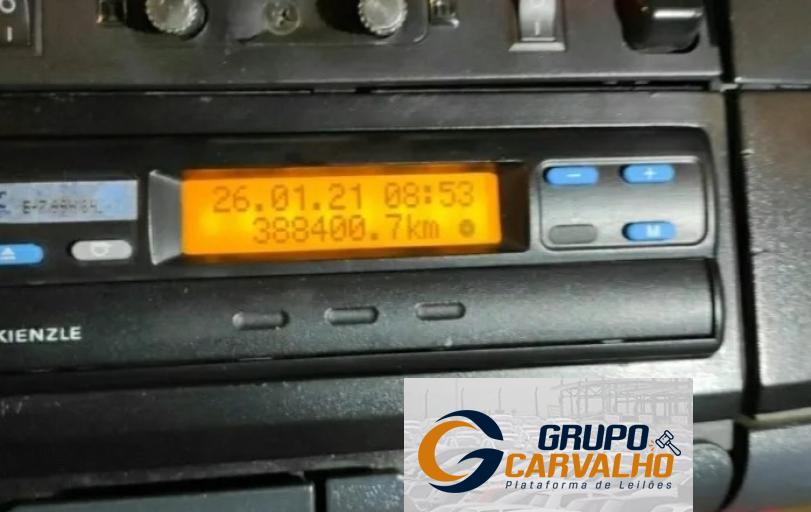 26.01.21 08:53
388400.7km
- +
M
KIENZLE
GRUPO
CARVALHO
Plataforma de Leilões